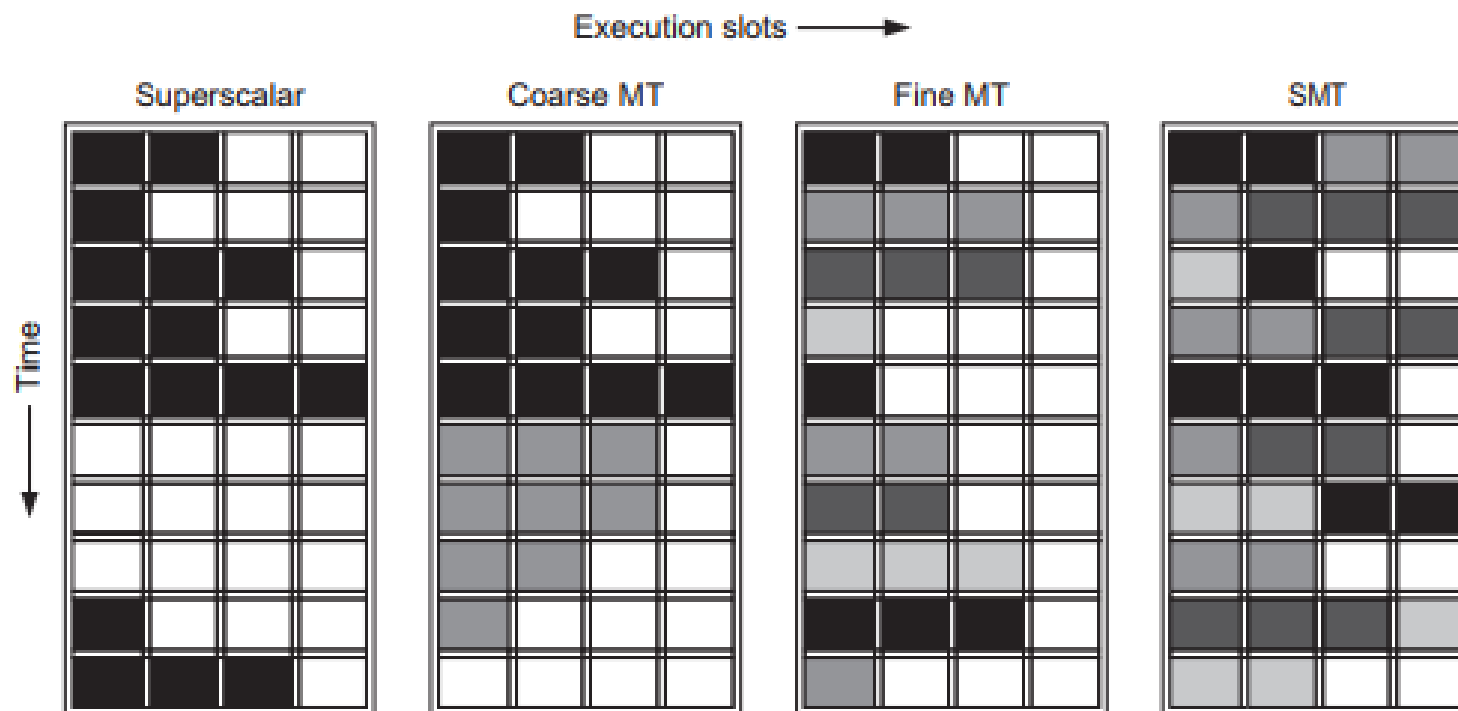 Execution slots
Superscalar
Coarse MT
Fine MT
SMT
Time